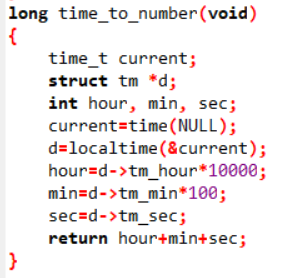 long time_to_number(void)
{
time_t current;
struct tm *d;
int hour, min, sec;
current=time(NULL);
d=localtime(&current);
hour=d->tm_hour*10000;
min=d->tm_min*100;
sec=d->tm_sec;
return hour+min+sec;
}